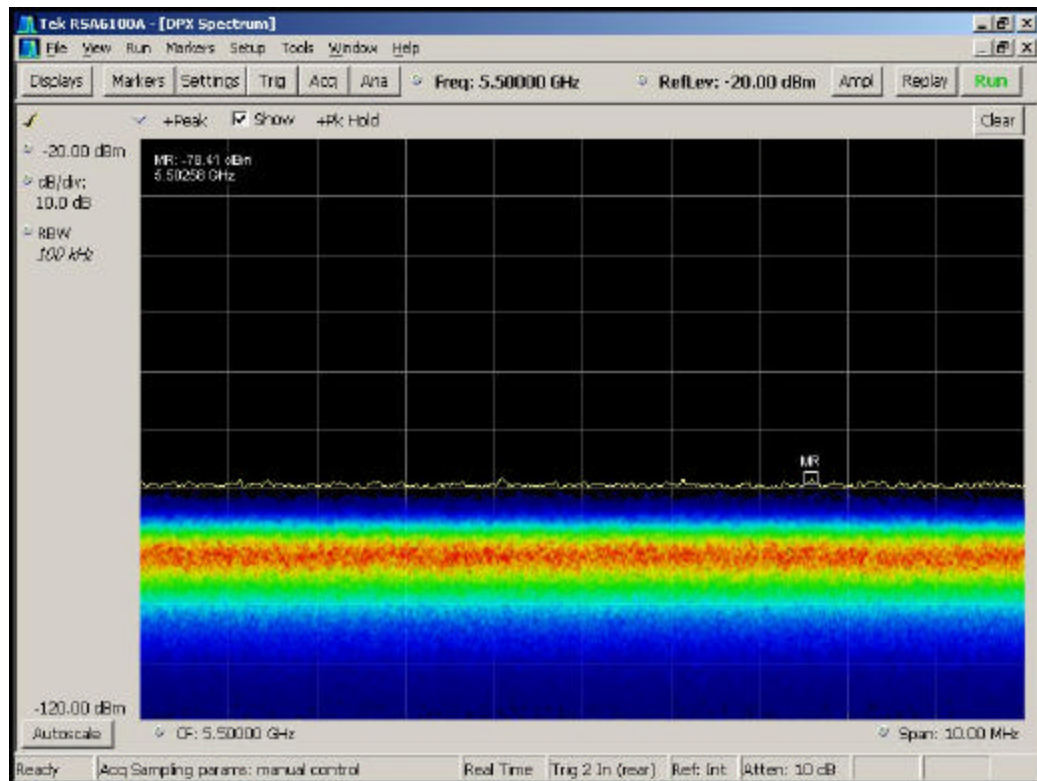 Tek RSA6100A - [DPX Spectrum]
File View Run Markers Setup Tools Window Help
Displays Markers Settings Trig Acq Ana Freq: 5.50000 GHz RefLev: -20.00 dBm Ampl Replay Run
+Peak Show +Pk Hold Clear
-20.00 dBm
MR: -78.41 dBm
5.50258 GHz
dB/div:
10.0 dB
RBW
100 kHz
MR
-120.00 dBm
Autoscale CF: 5.50000 GHz Span: 10.00 MHz
Ready Acq Sampling params: manual control Real Time Trig 2 In (rear) Ref: Int Atten: 10 dB